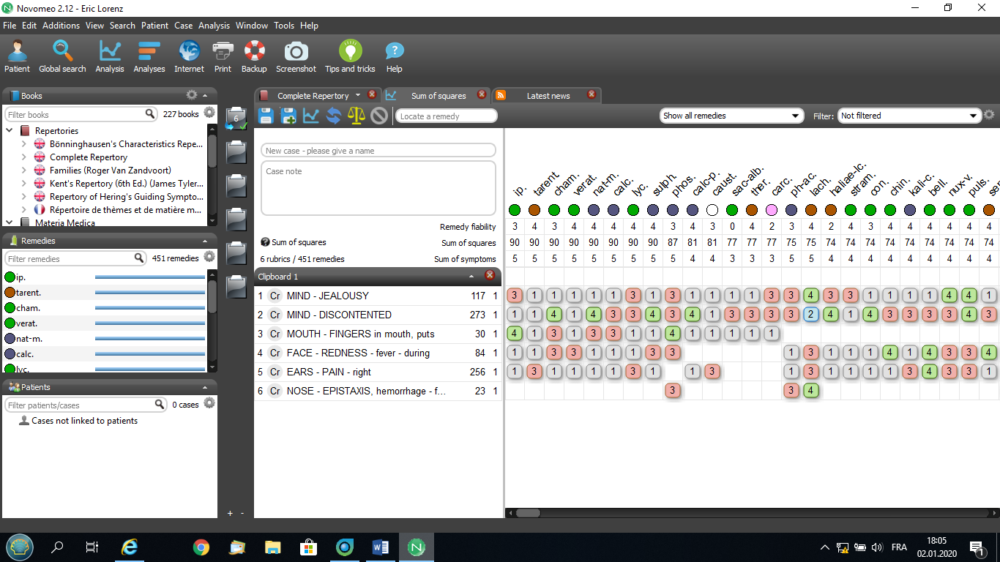 Novomeo 2.12 - Eric Lorenz
File Edit Additions View Search Patient Case Analysis Window Tools Help
Patient Global search Analysis Analyses Internet Print Backup Screenshot Tips and tricks Help
Books
Filter books 227 books
Repertories
Bönninghausen's Characteristics Repe...
Complete Repertory
Families (Roger Van Zandvoort)
Kent's Repertory (6th Ed.) (James Tyler...
Repertory of Hering's Guiding Sympto...
Répertoire de thèmes et de matière m...
Materia Medica
Remedies
Filter remedies 451 remedies
ip.
tarent.
cham.
verat.
nat-m.
calc.
lyc.
Patients
Filter patients/cases 0 cases
Cases not linked to patients
6
+ -
Complete Repertory Sum of squares Latest news
Locate a remedy Show all remedies Filter: Not filtered
New case - please give a name
Case note
ip. tarent. cham. verat. nat-m. calc. lyc. sulph. phos. calc-p. caust. sac-alb. ther. carc. ph-ac. lach. haliae-lc. stram. con. chin. kali-c. bell. nux-v. puls. sep
Remedy fiability 3 4 3 4 4 4 4 4 3 4 3 0 4 2 3 4 2 4 3 4 4 4 4 4 4
? Sum of squares Sum of squares 90 90 90 90 90 90 90 90 87 81 81 77 77 77 75 75 74 74 74 74 74 74 74 74 74
6 rubrics / 451 remedies Sum of symptoms 5 5 5 5 5 5 5 5 5 4 4 3 3 3 5 5 4 4 4 4 4 4 4 4 4
Clipboard 1
1 Cr MIND - JEALOUSY 117 1 3 1 1 1 1 1 3 1 3 1 1 1 1 3 3 4 3 3 1 1 1 1 4 4 1
2 Cr MIND - DISCONTENTED 273 1 1 1 4 1 4 3 3 4 3 4 1 3 3 3 3 2 4 1 4 3 3 3 3 4 3
3 Cr MOUTH - FINGERS in mouth, puts 30 1 4 1 3 1 3 3 1 1 4 1 1 1 1 1
4 Cr FACE - REDNESS - fever - during 84 1 1 1 3 3 1 1 1 3 3 1 3 1 1 1 4 1 4 3 3 4
5 Cr EARS - PAIN - right 256 1 1 3 1 1 1 1 3 1 1 3 1 3 1 1 1 1 3 4 3 3 1
6 Cr NOSE - EPISTAXIS, hemorrhage - f... 23 1 3 3 4
FRA
18:05
02.01.2020
1